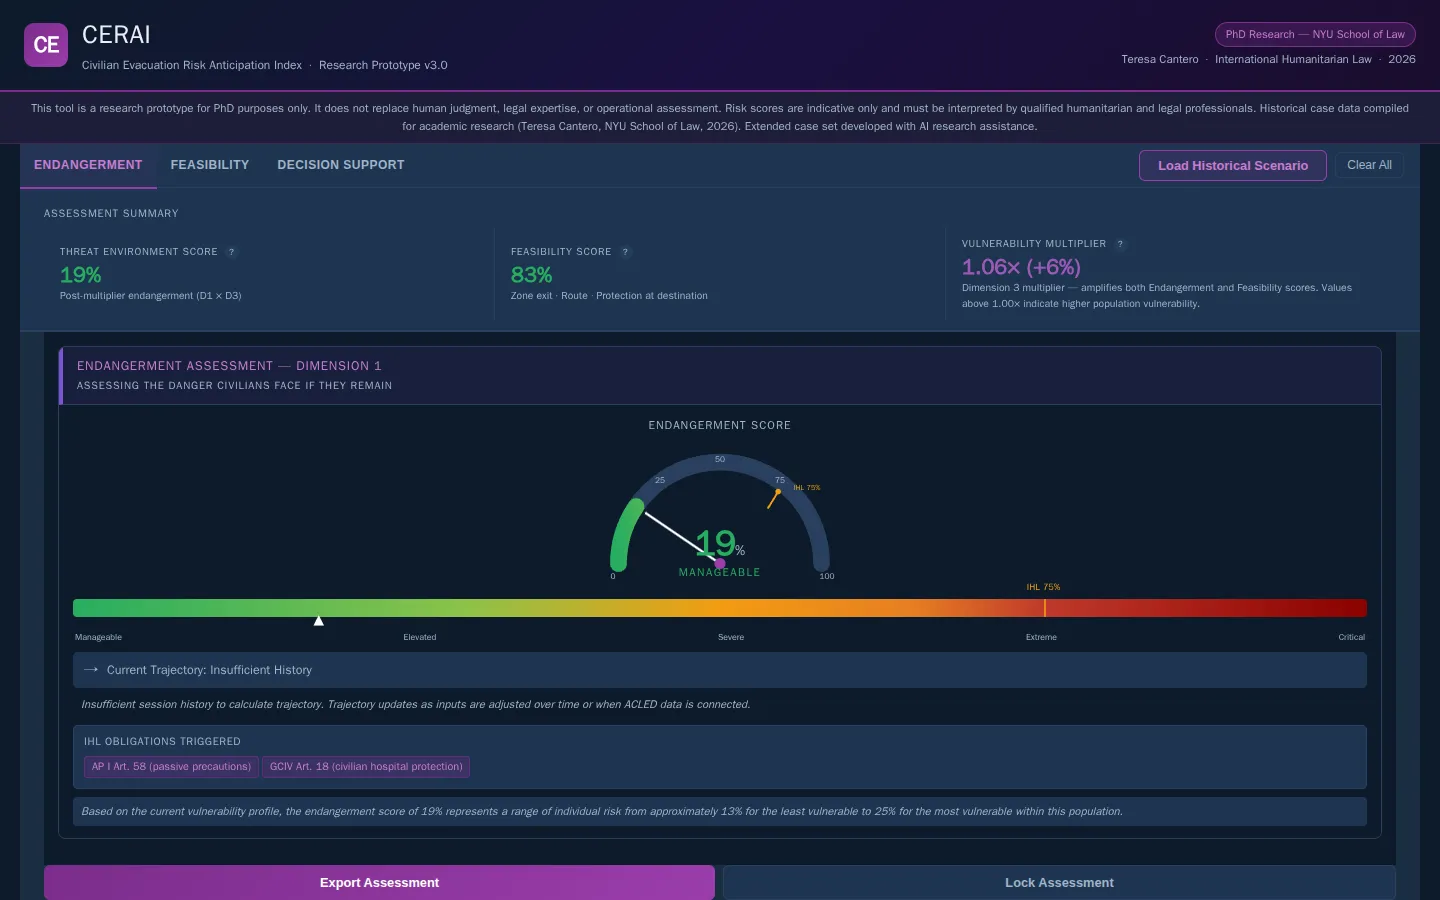 CE
CERAI
Civilian Evacuation Risk Anticipation Index · Research Prototype v3.0
PhD Research — NYU School of Law
Teresa Cantero · International Humanitarian Law · 2026
This tool is a research prototype for PhD purposes only. It does not replace human judgment, legal expertise, or operational assessment. Risk scores are indicative only and must be interpreted by qualified humanitarian and legal professionals. Historical case data compiled
for academic research (Teresa Cantero, NYU School of Law, 2026). Extended case set developed with AI research assistance.
ENDANGERMENT FEASIBILITY DECISION SUPPORT Load Historical Scenario Clear All
ASSESSMENT SUMMARY
THREAT ENVIRONMENT SCORE ?
19%
Post-multiplier endangerment (D1 × D3)
FEASIBILITY SCORE ?
83%
Zone exit · Route · Protection at destination
VULNERABILITY MULTIPLIER ?
1.06× (+6%)
Dimension 3 multiplier — amplifies both Endangerment and Feasibility scores. Values
above 1.00× indicate higher population vulnerability.
ENDANGERMENT ASSESSMENT — DIMENSION 1
ASSESSING THE DANGER CIVILIANS FACE IF THEY REMAIN
ENDANGERMENT SCORE
50
25 75
IHL 75%
19%
MANAGEABLE
0 100
IHL 75%
Manageable Elevated Severe Extreme Critical
→ Current Trajectory: Insufficient History
Insufficient session history to calculate trajectory. Trajectory updates as inputs are adjusted over time or when ACLED data is connected.
IHL OBLIGATIONS TRIGGERED
AP I Art. 58 (passive precautions) GCIV Art. 18 (civilian hospital protection)
Based on the current vulnerability profile, the endangerment score of 19% represents a range of individual risk from approximately 13% for the least vulnerable to 25% for the most vulnerable within this population.
Export Assessment Lock Assessment